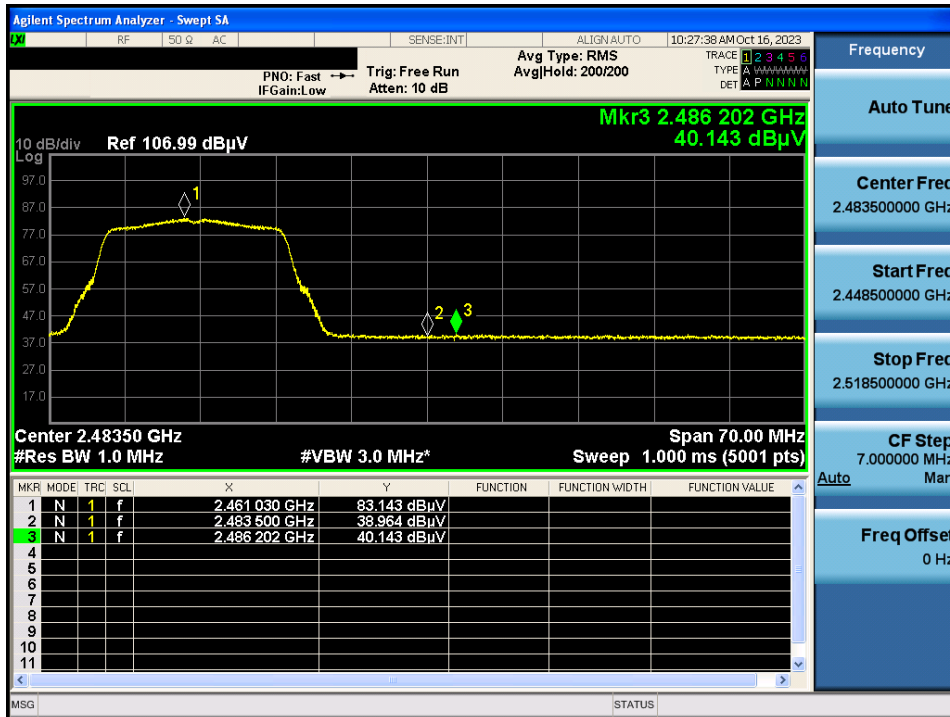 Agilent Spectrum Analyzer - Swept SA
LXI RF 50 Ω AC SENSE:INT ALIGN AUTO 10:27:38 AM Oct 16, 2023
Frequency
PNO: Fast Trig: Free Run Avg Type: RMS TRACE 1 2 3 4 5 6
IFGain:Low Atten: 10 dB Avg|Hold: 200/200 TYPE A WWWWW
DET A P N N N N
Auto Tune
Mkr3 2.486 202 GHz
40.143 dBµV
10 dB/div Ref 106.99 dBµV
Log
97.0
87.0
77.0
67.0
57.0
47.0
37.0
27.0
17.0
1
2
3
Center Freq
2.483500000 GHz
Start Freq
2.448500000 GHz
Stop Freq
2.518500000 GHz
Center 2.48350 GHz Span 70.00 MHz
#Res BW 1.0 MHz #VBW 3.0 MHz* Sweep 1.000 ms (5001 pts)
CF Step
7.000000 MHz
Auto Man
MKR MODE TRC SCL X Y FUNCTION FUNCTION WIDTH FUNCTION VALUE
1 N 1 f 2.461 030 GHz 83.143 dBµV
2 N 1 f 2.483 500 GHz 38.964 dBµV
3 N 1 f 2.486 202 GHz 40.143 dBµV
4
5
6
7
8
9
10
11
Freq Offset
0 Hz
MSG STATUS